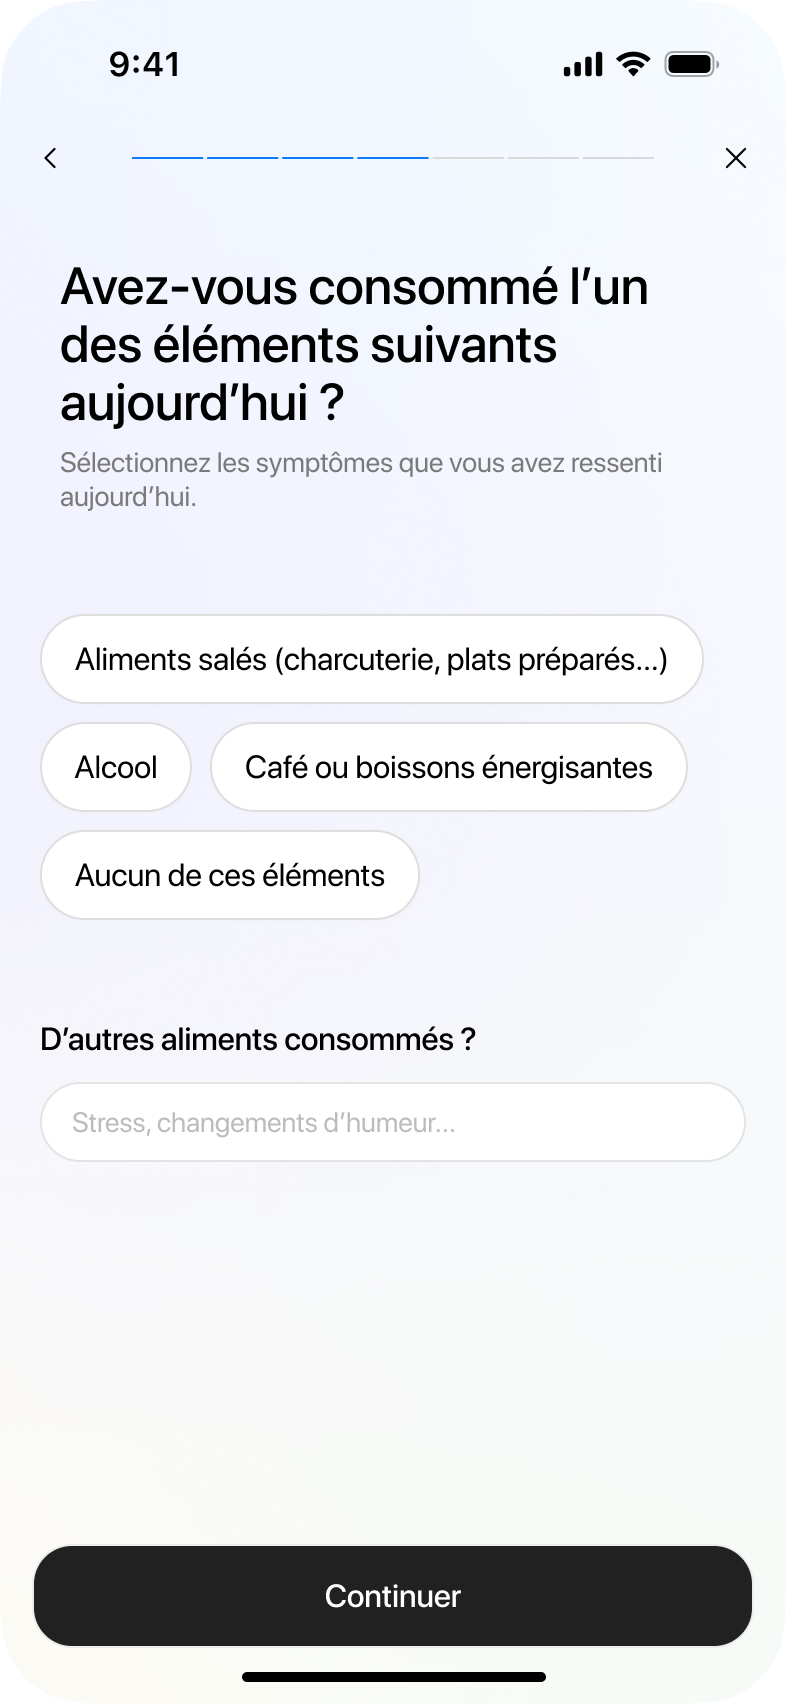 9:41
Avez-vous consommé l’un
des éléments suivants
aujourd’hui ?
Sélectionnez les symptômes que vous avez ressenti
aujourd’hui.
Aliments salés (charcuterie, plats préparés...)
Alcool
Café ou boissons énergisantes
Aucun de ces éléments
D’autres aliments consommés ?
Stress, changements d’humeur...
Continuer